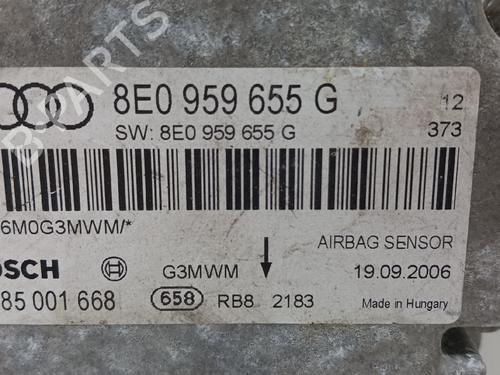 8E0 959 655 G 12
SW: 8E0 959 655 G 373
6M0G3MWM/*
AIRBAG SENSOR
OSCH G3MWM 19.09.2006
85 001 668 658 RB8 2183 Made in Hungary